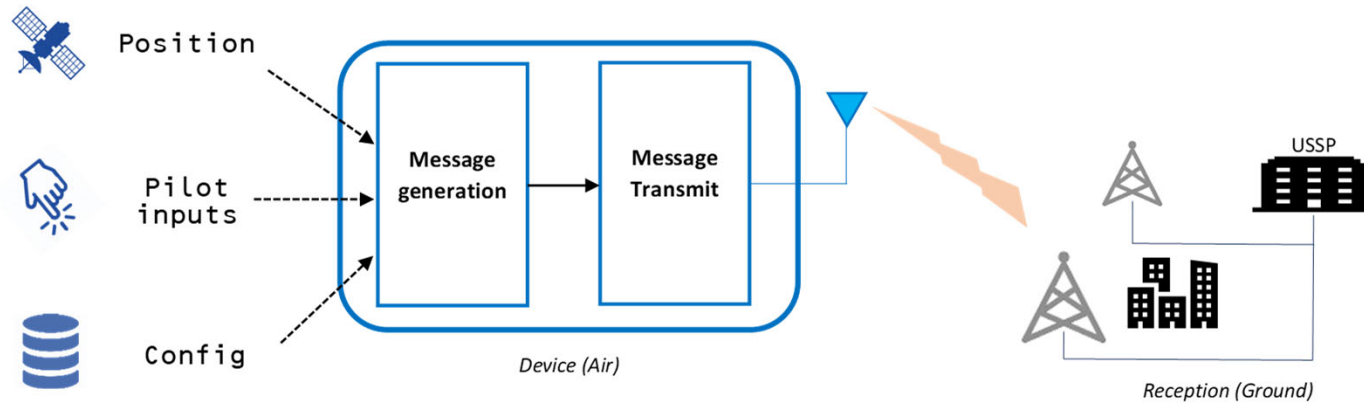 Position
Pilot
inputs
Config
Message
generation
Message
Transmit
Device (Air)
USSP
Reception (Ground)